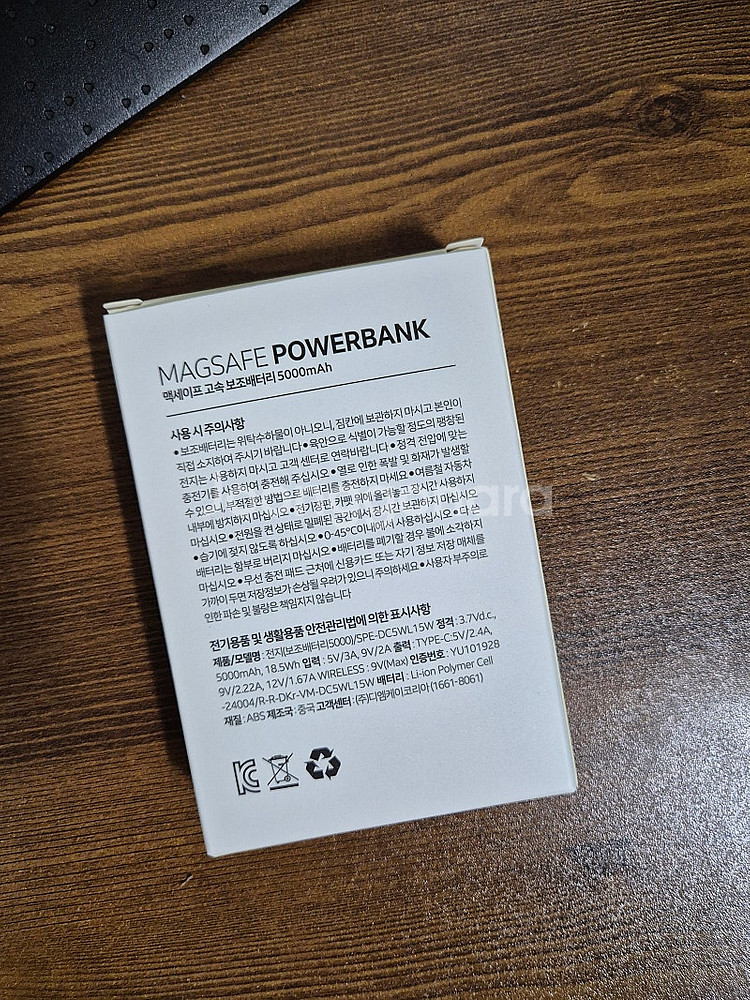 MAGSAFE POWERBANK
맥세이프 고속 보조배터리 5000mAh
사용 시 주의사항
•보조배터리는 위탁수하물이 아니오니, 짐칸에 보관하지 마시고 본인이
직접 소지하여 주시기 바랍니다 •육안으로 식별이 가능할 정도의 팽창된
전지는 사용하지 마시고 고객 센터로 연락바랍니다 •정격 전압에 맞는
충전기를 사용하여 충전해 주십시오 •열로 인한 폭발 및 화재가 발생할
수 있으니, 부적절한 방법으로 배터리를 충전하지 마세요 •여름철 자동차
내부에 방치하지 마십시오 •전기장판, 카펫 위에 올려놓고 장시간 사용하지
마십시오 •전원을 켠 상태로 밀폐된 공간에서 장시간 보관하지 마십시오
•습기에 젖지 않도록 하십시오 •0-45°C이내에서 사용하십시오 •다 쓴
배터리는 함부로 버리지 마십시오 •배터리를 폐기할 경우 불에 소각하지
마십시오 •무선 충전 패드 근처에 신용카드 또는 자기 정보 저장 매체를
가까이 두면 저장정보가 손상될 우려가 있으니 주의하세요 •사용자 부주의로
인한 파손 및 불량은 책임지지 않습니다
전기용품 및 생활용품 안전관리법에 의한 표시사항
제품/모델명 : 전지(보조배터리5000)/SPE-DC5WL15W 정격 : 3.7Vd.c.,
5000mAh, 18.5Wh 입력 : 5V/3A, 9V/2A 출력 : TYPE-C:5V/2.4A,
9V/2.22A, 12V/1.67A WIRELESS : 9V(Max) 인증번호 : YU101928
-24004/R-R-DKr-VM-DC5WL15W 배터리 : Li-ion Polymer Cell
재질 : ABS 제조국 : 중국 고객센터 : (주)디엠케이코리아 (1661-8061)